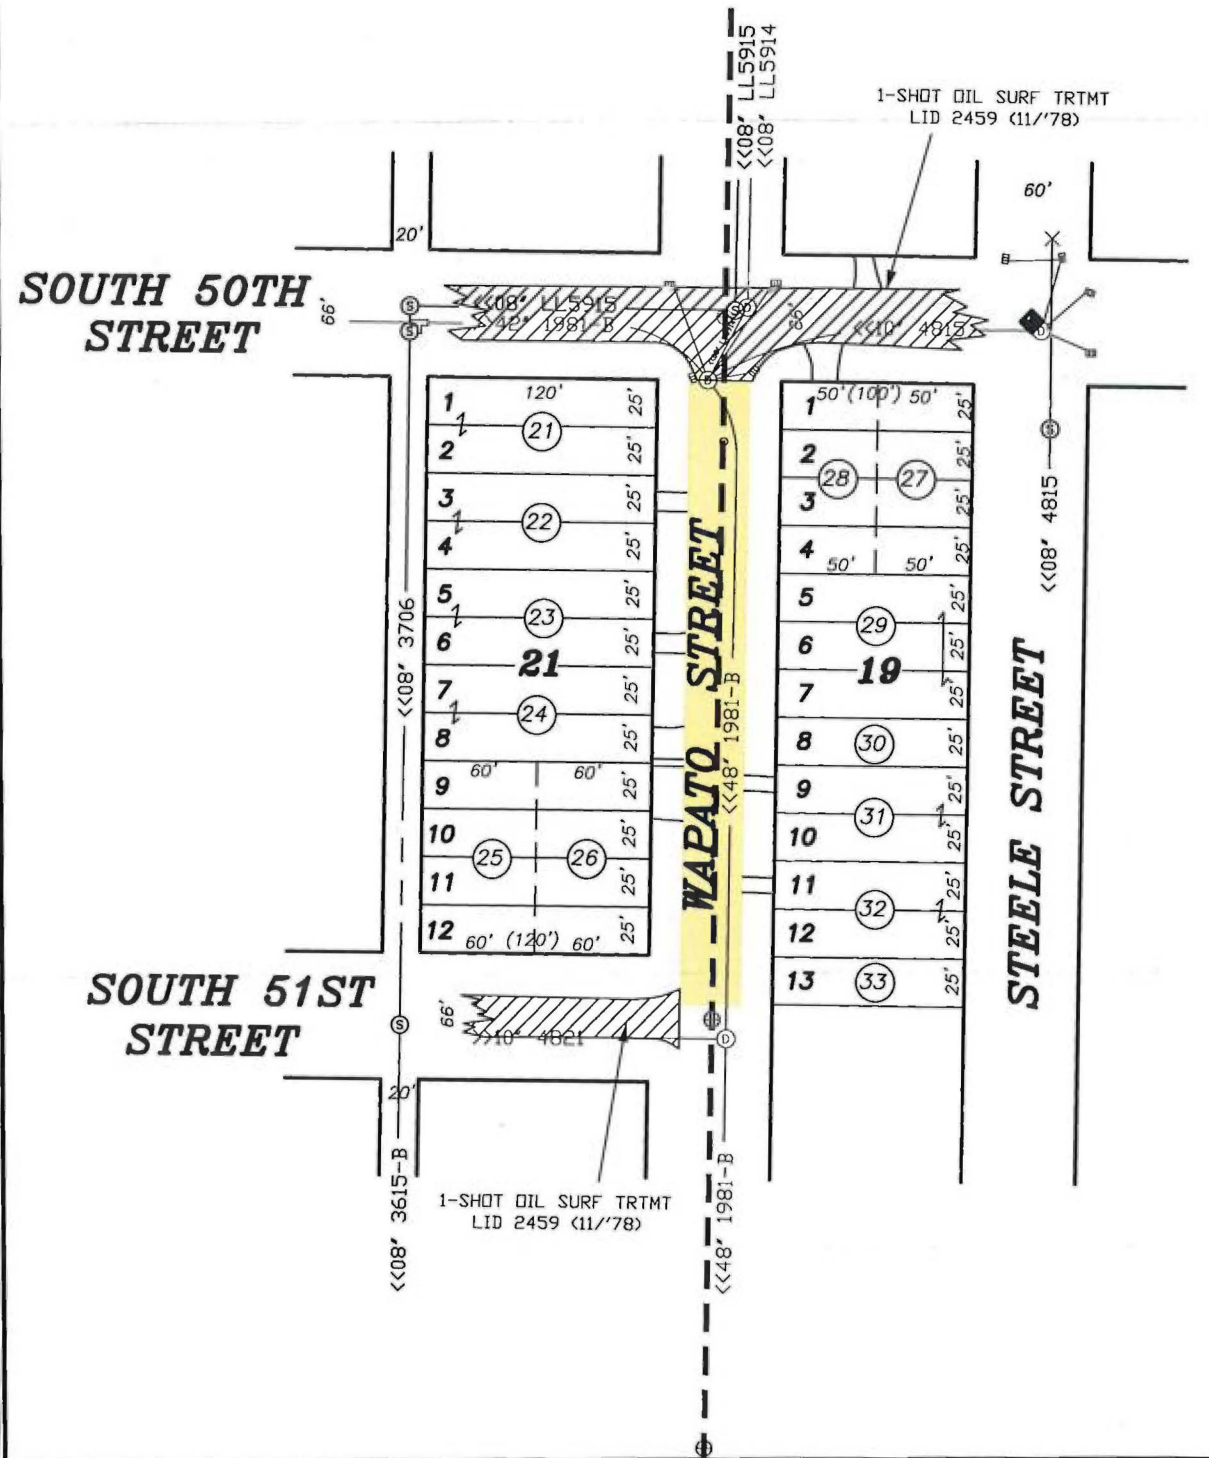 <<08' LL5915
<<08' LL5914
1-SHOT OIL SURF TRTMT
LID 2459 (11/'78)
60'
20'
SOUTH 50TH
STREET
66'
<<08' LL5915
42' 1981-B
66'
<<10' 4815
S
S
S
D
D
D
S
1
2
3
4
5
6
7
8
9
10
11
12
120'
25'
25'
25'
25'
25'
25'
25'
25'
25'
25'
25'
25'
21
22
23
21
24
60'
60'
25
26
60' (120') 60'
<<08' 3706
WAPATO STREET
<<48' 1981-B
1
2
3
4
5
6
7
8
9
10
11
12
13
50'(100') 50'
25'
25'
25'
25'
25'
25'
25'
25'
25'
25'
25'
25'
28
27
50'
50'
29
19
30
31
32
33
<<08' 4815
STEELE STREET
SOUTH 51ST
STREET
S
66'
>>10' 4821
D
20'
<<08' 3615-B
1-SHOT OIL SURF TRTMT
LID 2459 (11/'78)
<<48' 1981-B